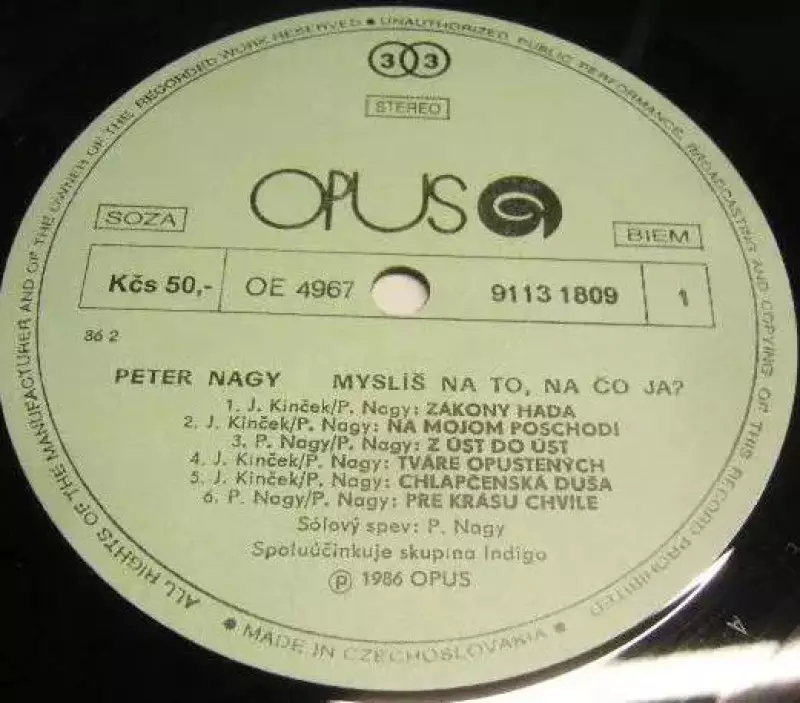 ALL RIGHTS OF THE MANUFACTURER AND OF THE OWNER OF THE RECORDED WORK RESERVED ● UNAUTHORIZED PUBLIC PERFORMANCE, BROADCASTING AND COPYING OF THIS RECORD PROHIBITED
33
STEREO
OPUS
SOZA
BIEM
Kčs 50,- OE 4967 9113 1809 1
86 2
PETER NAGY MYSLÍŠ NA TO, NA ČO JA?
1. J. Kinček/P. Nagy: ZÁKONY HADA
2. J. Kinček/P. Nagy: NA MOJOM POSCHODÍ
3. P. Nagy/P. Nagy: Z ÚST DO ÚST
4. J. Kinček/P. Nagy: TVÁRE OPUSTENÝCH
5. J. Kinček/P. Nagy: CHLAPČENSKÁ DUŠA
6. P. Nagy/P. Nagy: PRE KRÁSU CHVÍLE
Sólový spev: P. Nagy
Spoluúčinkuje skupina Indigo
℗ 1986 OPUS
● MADE IN CZECHOSLOVAKIA ●
A